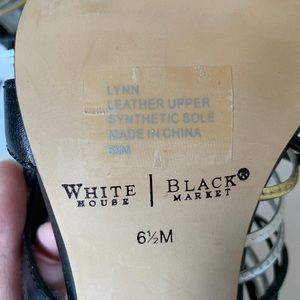 LYNN
LEATHER UPPER
SYNTHETIC SOLE
MADE IN CHINA
WHITE | BLACK®
HOUSE MARKET
6½M